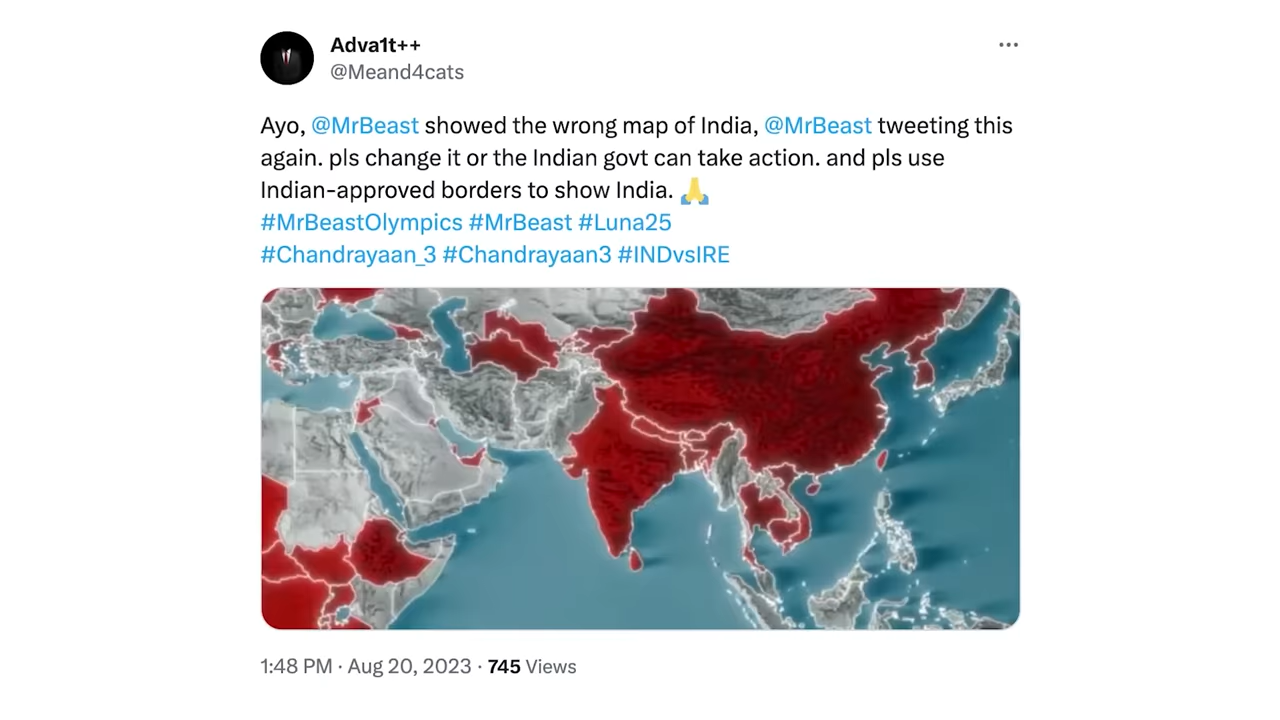 Adva1t++
@Meand4cats
Ayo, @MrBeast showed the wrong map of India, @MrBeast tweeting this
again. pls change it or the Indian govt can take action. and pls use
Indian-approved borders to show India. 🙏
#MrBeastOlympics #MrBeast #Luna25
#Chandrayaan_3 #Chandrayaan3 #INDvsIRE
1:48 PM · Aug 20, 2023 · 745 Views